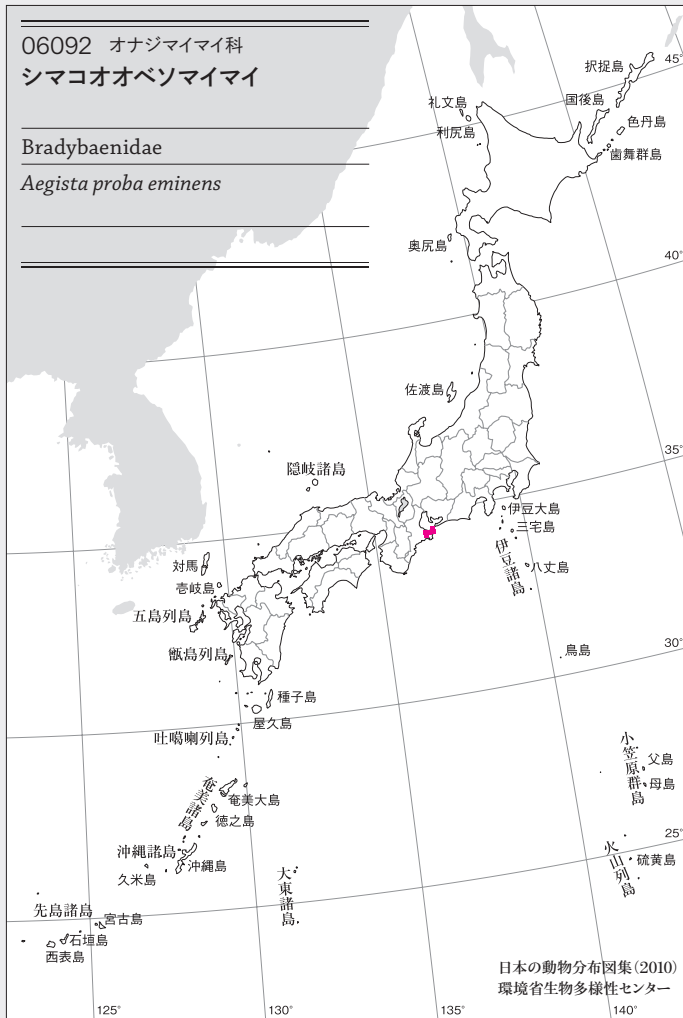 06092 オナジマイマイ科
シマコオオベソマイマイ
Bradybaenidae
Aegista proba eminens
45°
択捉島
国後島
礼文島
色丹島
利尻島
歯舞群島
奥尻島
40°
佐渡島
35°
隠岐諸島
伊豆大島
三宅島
伊豆諸島
八丈島
対馬
壱岐島
五島列島
甑島列島
鳥島
30°
種子島
屋久島
吐噶喇列島
小笠原群島
父島
母島
奄美諸島
奄美大島
徳之島
25°
沖縄諸島
沖縄島
久米島
火山列島
硫黄島
大東諸島
先島諸島
宮古島
石垣島
西表島
日本の動物分布図集(2010)
環境省生物多様性センター
125°
130°
135°
140°